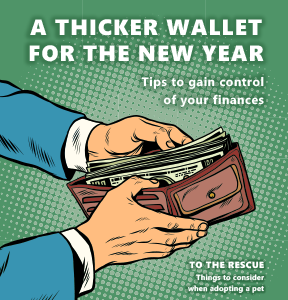 A THICKER WALLET
FOR THE NEW YEAR
Tips to gain control
of your finances
TO THE RESCUE
Things to consider
when adopting a pet